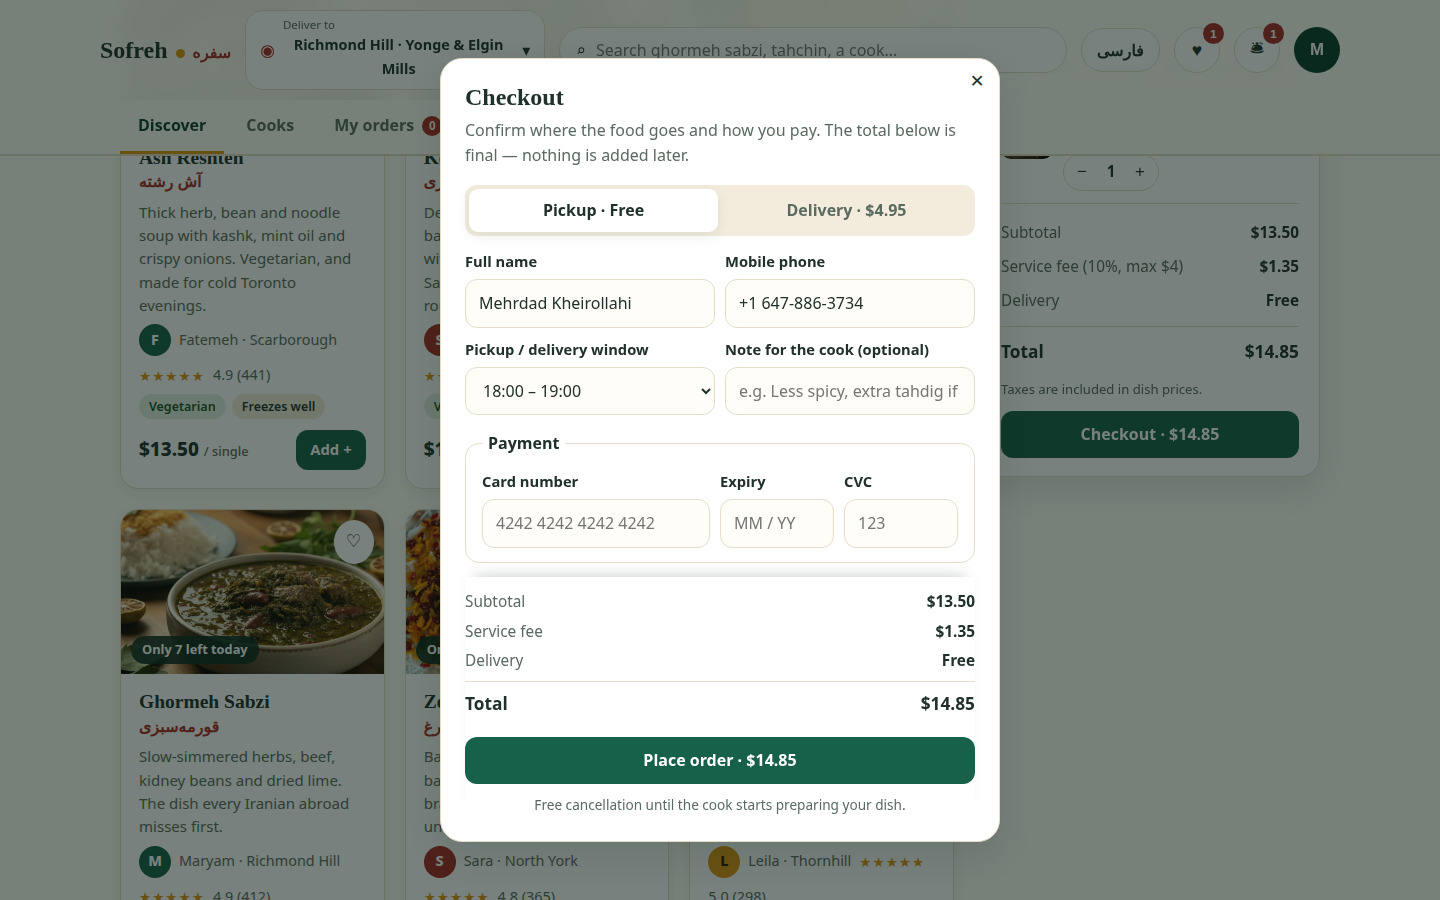 Sofreh
سفره
Deliver to
Richmond Hill · Yonge & Elgin
Mills
▾
Search ghormeh sabzi, tahchin, a cook...
فارسی
♥
1
1
M
Discover
Cooks
My orders 0
Ash Reshteh
آش رشته
Thick herb, bean and noodle
soup with kashk, mint oil and
crispy onions. Vegetarian, and
made for cold Toronto
evenings.
F
Fatemeh · Scarborough
★★★★★ 4.9 (441)
Vegetarian
Freezes well
$13.50 / single
Add +
✕
Checkout
Confirm where the food goes and how you pay. The total below is
final — nothing is added later.
Pickup · Free
Delivery · $4.95
Full name
Mobile phone
Mehrdad Kheirollahi
+1 647-886-3734
Pickup / delivery window
Note for the cook (optional)
18:00 – 19:00
e.g. Less spicy, extra tahdig if
Payment
Card number
Expiry
CVC
4242 4242 4242 4242
MM / YY
123
Subtotal $13.50
Service fee $1.35
Delivery Free
Total $14.85
Place order · $14.85
Free cancellation until the cook starts preparing your dish.
− 1 +
Subtotal $13.50
Service fee (10%, max $4) $1.35
Delivery Free
Total $14.85
Taxes are included in dish prices.
Checkout · $14.85
♡
Only 7 left today
Ghormeh Sabzi
قورمه‌سبزی
Slow-simmered herbs, beef,
kidney beans and dried lime.
The dish every Iranian abroad
misses first.
M
Maryam · Richmond Hill
★★★★★ 4.9 (412)
S
Sara · North York
★★★★★ 4.8 (365)
L
Leila · Thornhill ★★★★★
5.0 (298)